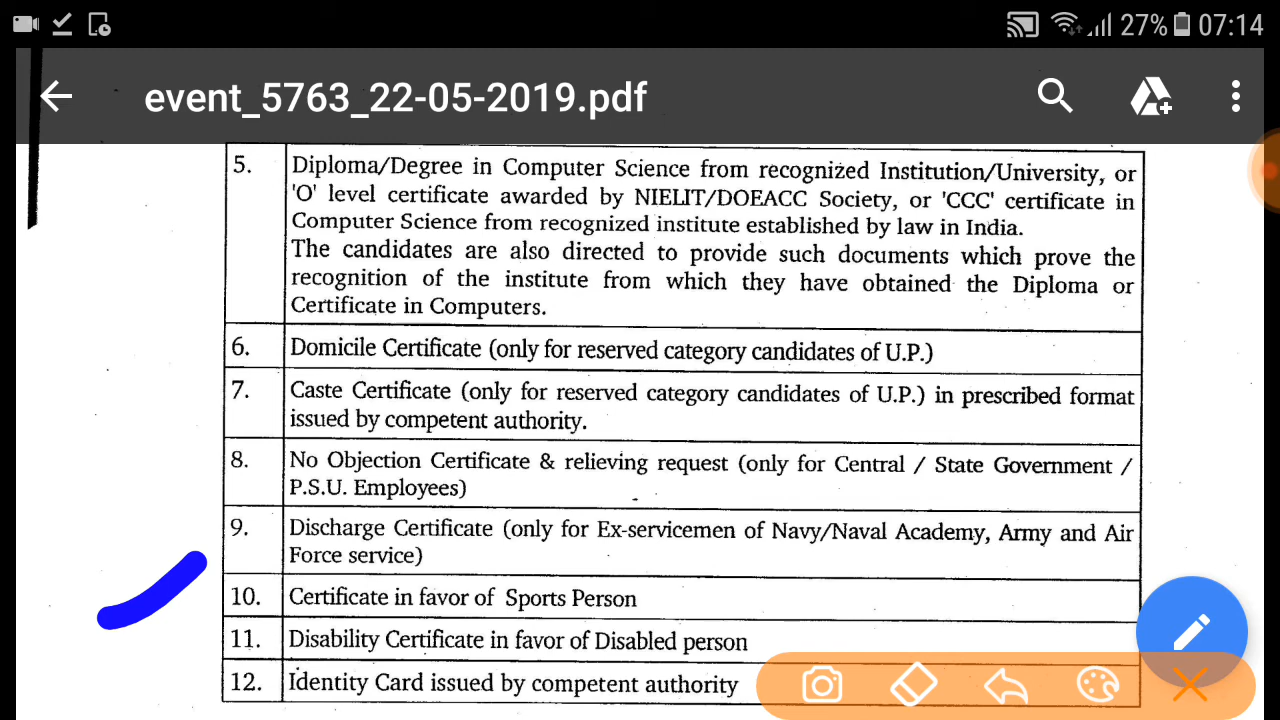 27% 07:14
event_5763_22-05-2019.pdf
5. Diploma/Degree in Computer Science from recognized Institution/University, or
'O' level certificate awarded by NIELIT/DOEACC Society, or 'CCC' certificate in
Computer Science from recognized institute established by law in India.
The candidates are also directed to provide such documents which prove the
recognition of the institute from which they have obtained the Diploma or
Certificate in Computers.
6. Domicile Certificate (only for reserved category candidates of U.P.)
7. Caste Certificate (only for reserved category candidates of U.P.) in prescribed format
issued by competent authority.
8. No Objection Certificate & relieving request (only for Central / State Government /
P.S.U. Employees)
9. Discharge Certificate (only for Ex-servicemen of Navy/Naval Academy, Army and Air
Force service)
10. Certificate in favor of Sports Person
11. Disability Certificate in favor of Disabled person
12. Identity Card issued by competent authority